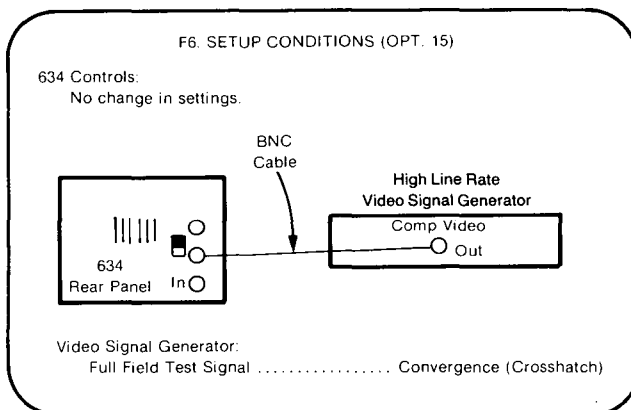 F6. SETUP CONDITIONS (OPT. 15)
634 Controls:
No change in settings.
BNC
Cable
High Line Rate
Video Signal Generator
Comp Video
Out
634
Rear Panel
In
Video Signal Generator:
Full Field Test Signal ................. Convergence (Crosshatch)